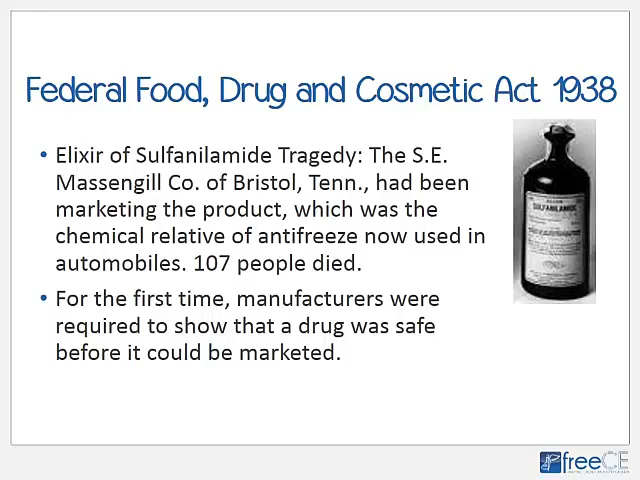 Federal Food, Drug and Cosmetic Act 1938
• Elixir of Sulfanilamide Tragedy: The S.E.
Massengill Co. of Bristol, Tenn., had been
marketing the product, which was the
chemical relative of antifreeze now used in
automobiles. 107 people died.
• For the first time, manufacturers were
required to show that a drug was safe
before it could be marketed.
SULFANILAMIDE
freeCE